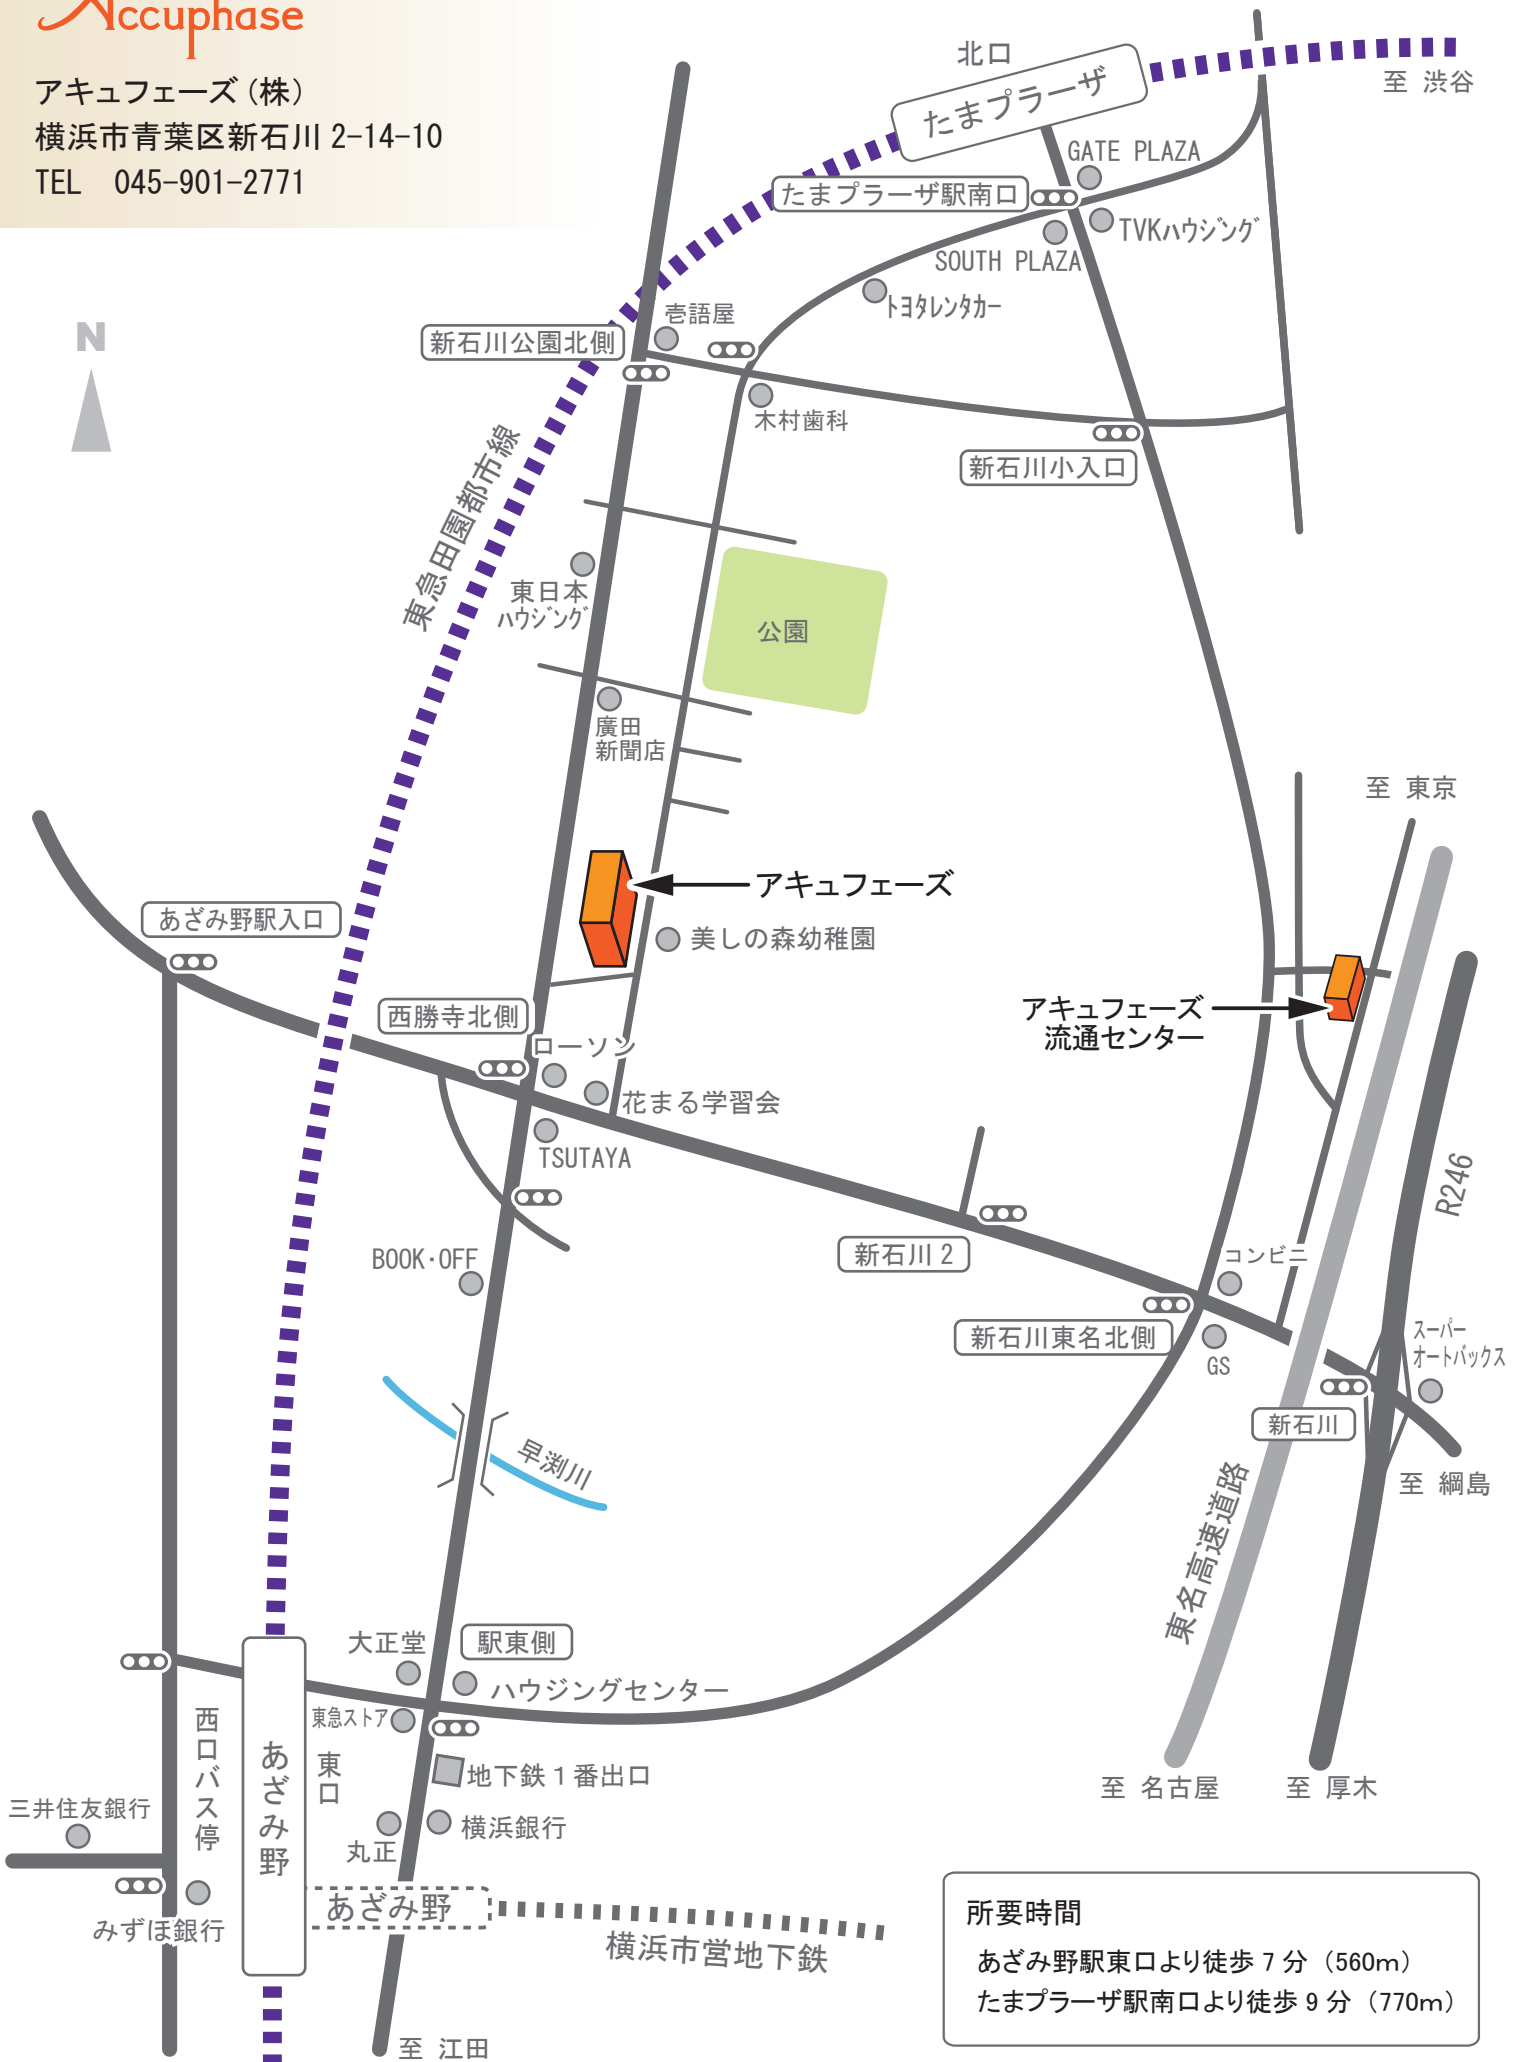 Accuphase
アキュフェーズ(株)
横浜市青葉区新石川 2-14-10
TEL 045-901-2771
北口
たまプラーザ
至 渋谷
GATE PLAZA
たまプラーザ駅南口
TVKハウジング
SOUTH PLAZA
トヨタレンタカー
N
壱語屋
新石川公園北側
木村歯科
新石川小入口
東急田園都市線
東日本
ハウジング
公園
廣田
新聞店
至 東京
アキュフェーズ
あざみ野駅入口
美しの森幼稚園
西勝寺北側
アキュフェーズ
流通センター
ローソン
花まる学習会
TSUTAYA
R246
BOOK・OFF
新石川 2
コンビニ
新石川東名北側
GS
スーパー
オートバックス
新石川
早渕川
至 綱島
東名高速道路
大正堂
駅東側
ハウジングセンター
東急ストア
西口バス停
あざみ野
東口
地下鉄1番出口
至 名古屋
至 厚木
三井住友銀行
横浜銀行
丸正
あざみ野
みずほ銀行
横浜市営地下鉄
所要時間
あざみ野駅東口より徒歩 7 分 (560m)
たまプラーザ駅南口より徒歩 9 分 (770m)
至 江田